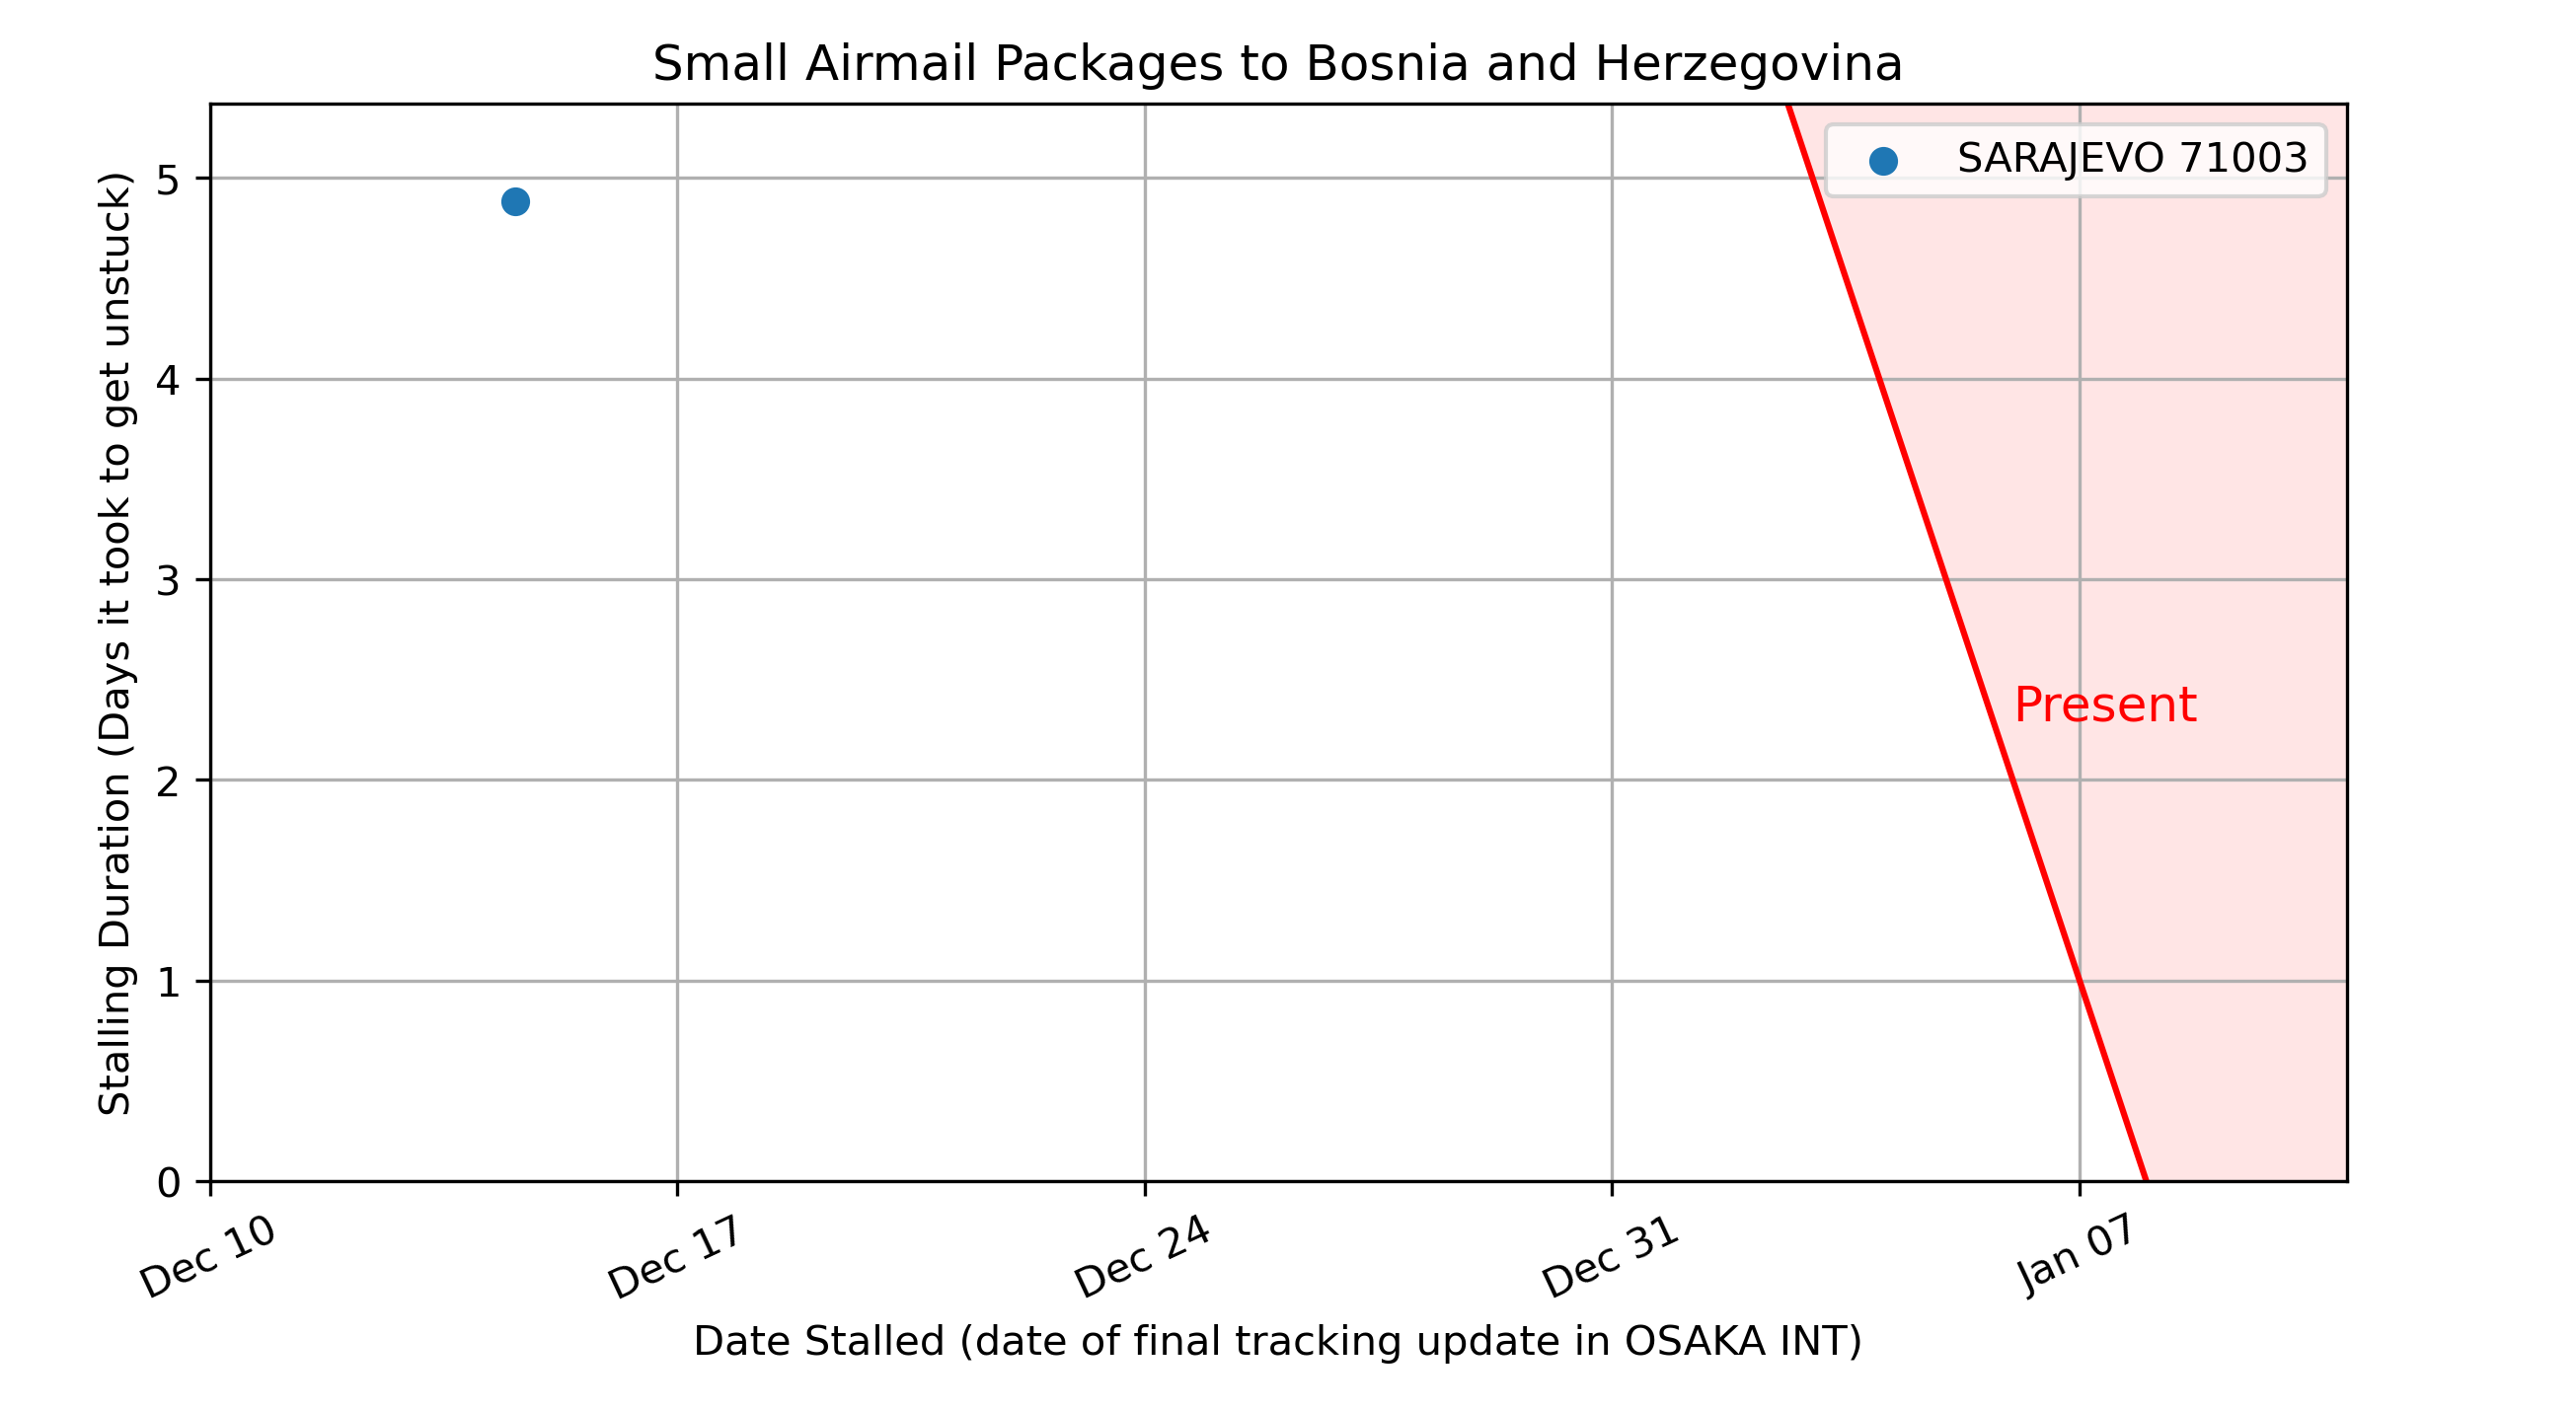 Small Airmail Packages to Bosnia and Herzegovina
SARAJEVO 71003
Stalling Duration (Days it took to get unstuck)
5
4
3
2
1
0
Present
Dec 10
Dec 17
Dec 24
Dec 31
Jan 07
Date Stalled (date of final tracking update in OSAKA INT)